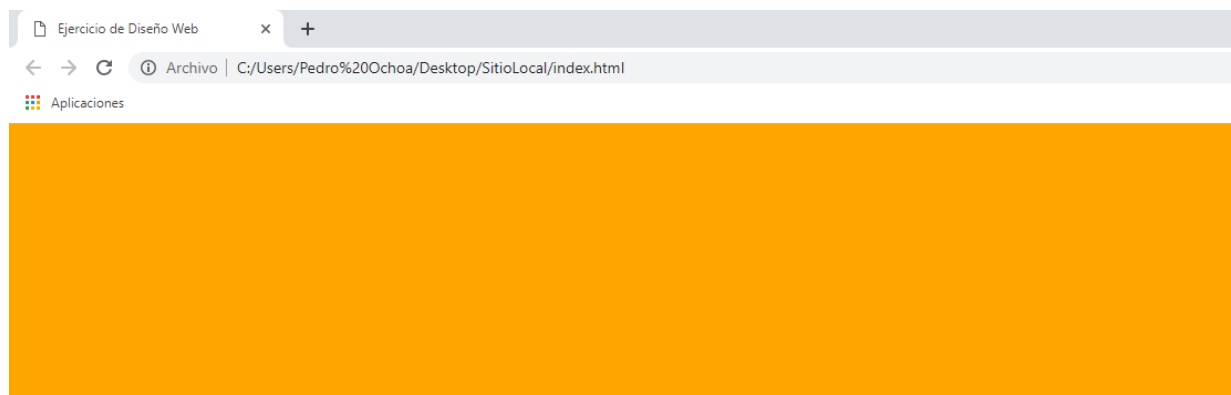 Ejercicio de Diseño Web
Archivo | C:/Users/Pedro%20Ochoa/Desktop/SitioLocal/index.html
Aplicaciones